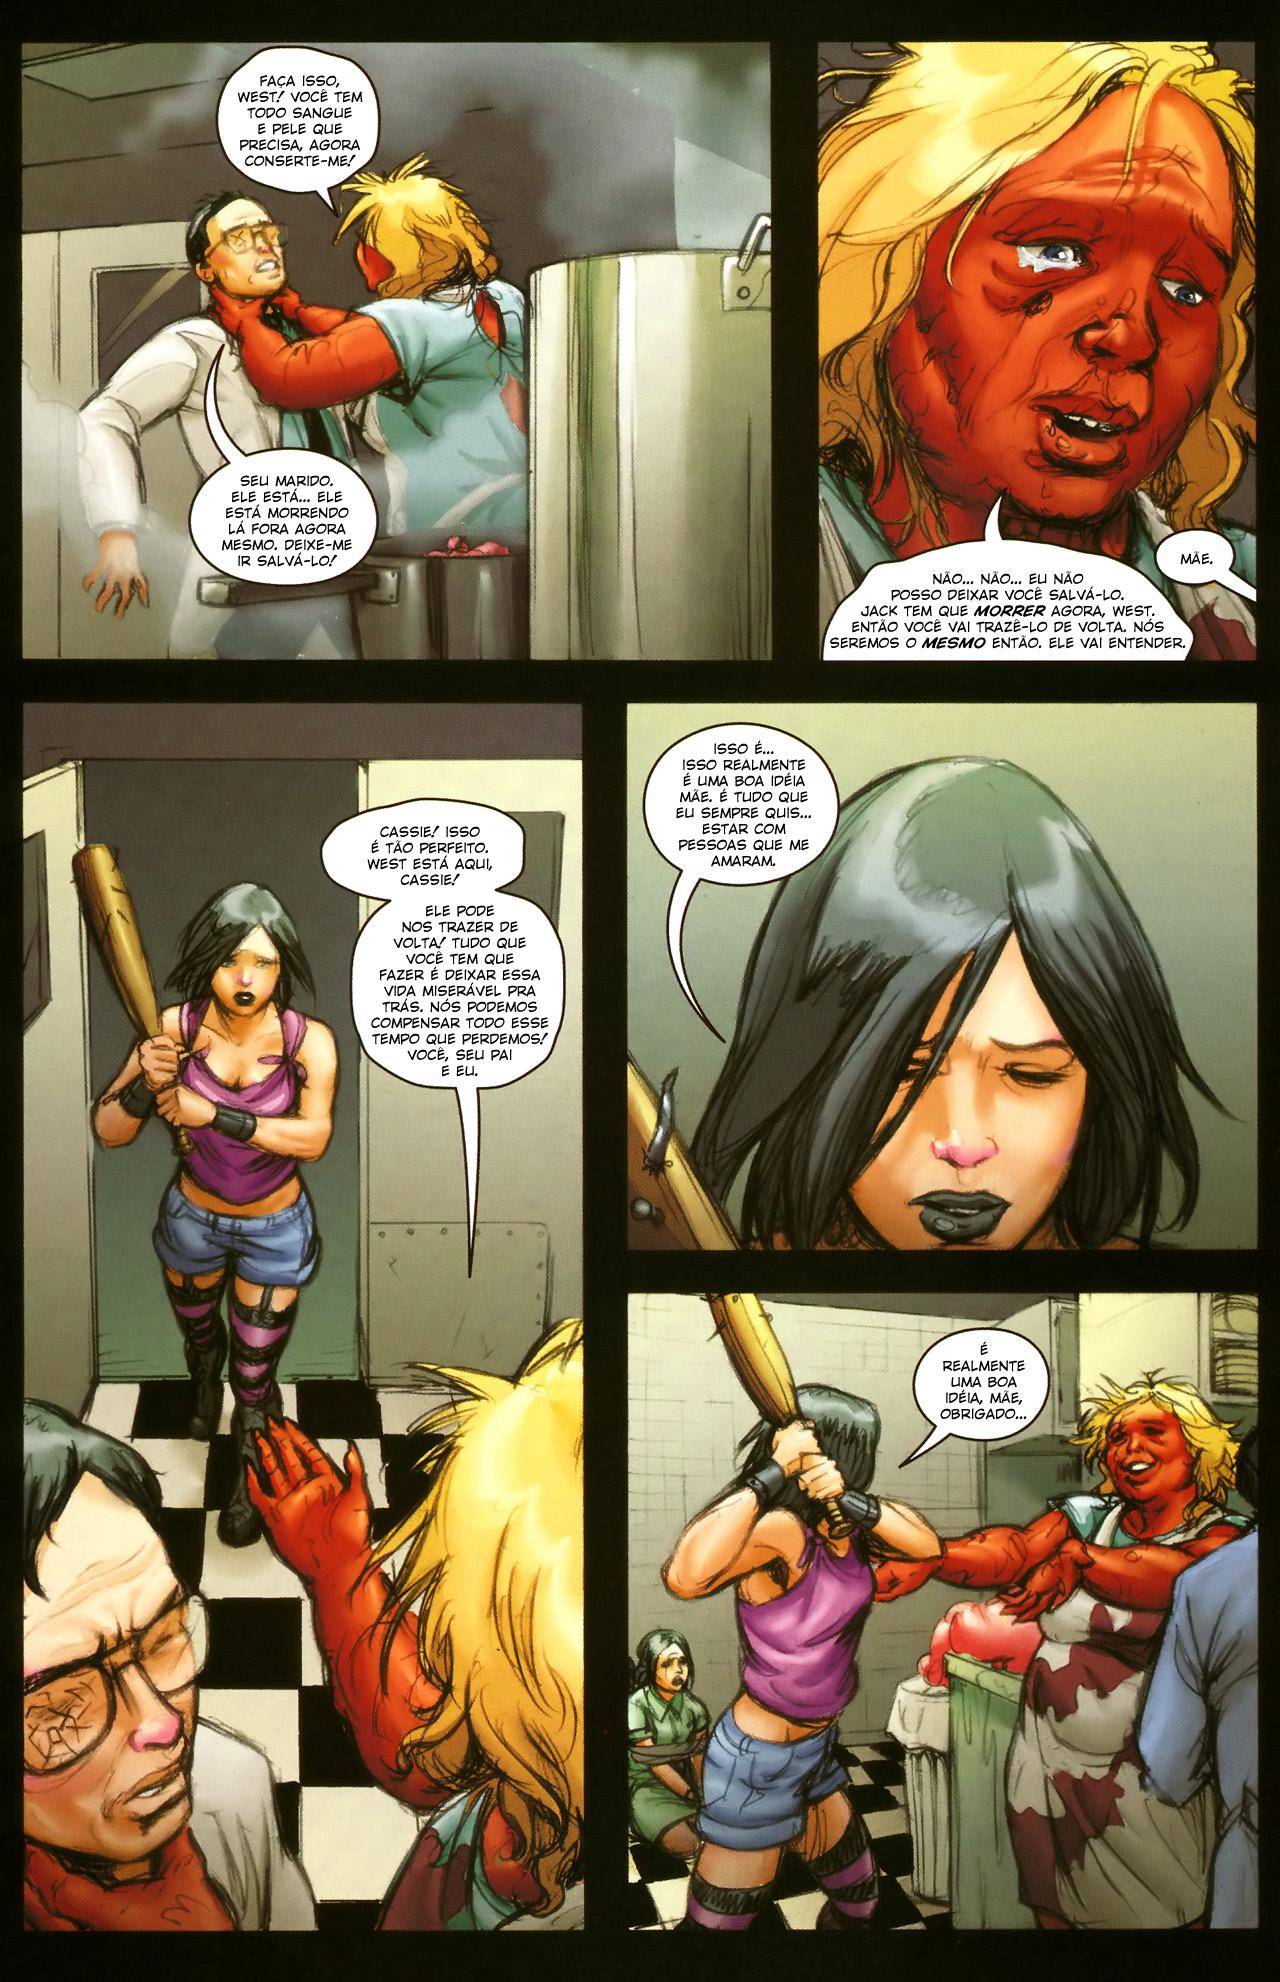 FAÇA ISSO,
WEST! VOCÊ TEM
TODO SANGUE
E PELE QUE
PRECISA, AGORA
CONSERTE-ME!
SEU MARIDO.
ELE ESTÁ... ELE
ESTÁ MORRENDO
LÁ FORA AGORA
MESMO. DEIXE-ME
IR SALVÁ-LO!
NÃO... NÃO... EU NÃO
POSSO DEIXAR VOCÊ SALVÁ-LO.
JACK TEM QUE MORRER AGORA, WEST.
ENTÃO VOCÊ VAI TRAZÊ-LO DE VOLTA. NÓS
SEREMOS O MESMO ENTÃO. ELE VAI ENTENDER.
MÃE.
CASSIE! ISSO
É TÃO PERFEITO.
WEST ESTÁ AQUI,
CASSIE!
ELE PODE
NOS TRAZER DE
VOLTA! TUDO QUE
VOCÊ TEM QUE
FAZER É DEIXAR ESSA
VIDA MISERÁVEL PRA
TRÁS. NÓS PODEMOS
COMPENSAR TODO ESSE
TEMPO QUE PERDEMOS!
VOCÊ, SEU PAI
E EU.
ISSO É...
ISSO REALMENTE
É UMA BOA IDÉIA
MÃE. É TUDO QUE
EU SEMPRE QUIS...
ESTAR COM
PESSOAS QUE ME
AMARAM.
É
REALMENTE
UMA BOA
IDÉIA, MÃE,
OBRIGADO...